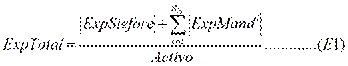 ExpTotal = [ExpSiefore] + ∑ [ExpMand] / Activo ............(E1)